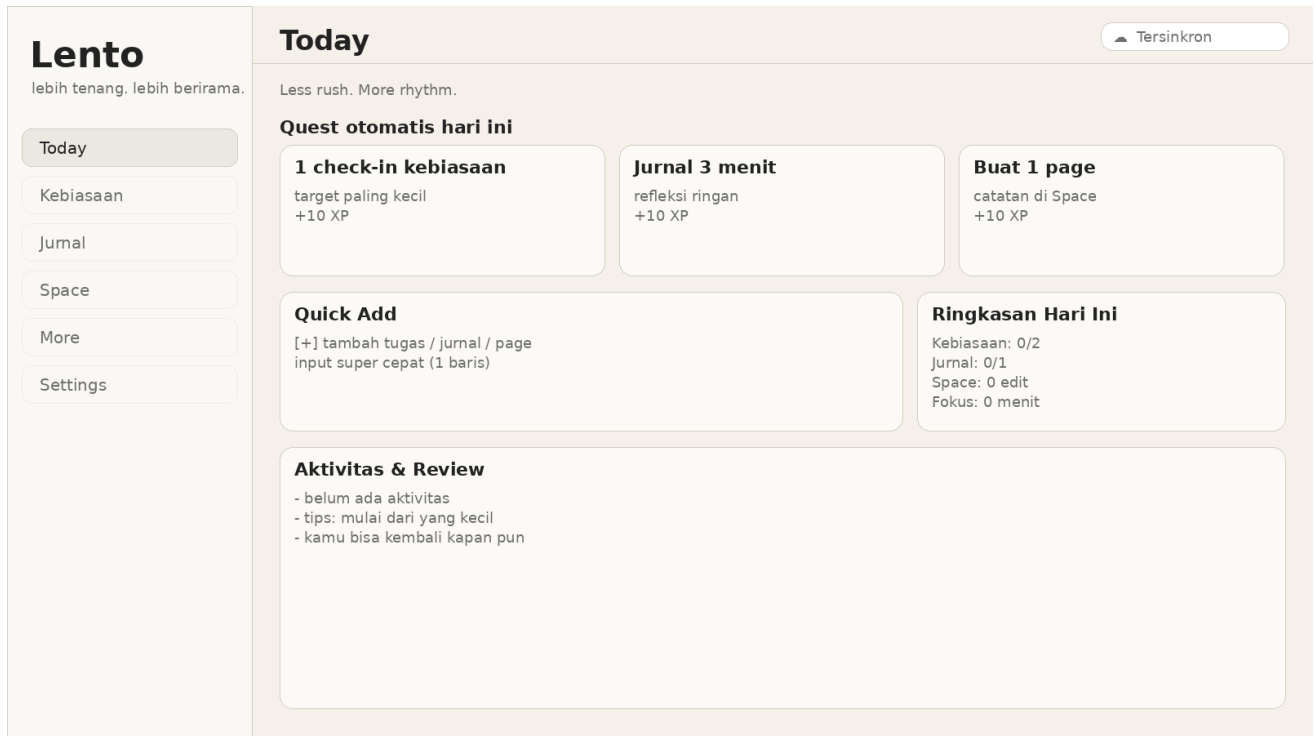 Lento
lebih tenang. lebih berirama.
Today
Kebiasaan
Jurnal
Space
More
Settings
Today
☁ Tersinkron
Less rush. More rhythm.
Quest otomatis hari ini
1 check-in kebiasaan
target paling kecil
+10 XP
Jurnal 3 menit
refleksi ringan
+10 XP
Buat 1 page
catatan di Space
+10 XP
Quick Add
[+] tambah tugas / jurnal / page
input super cepat (1 baris)
Ringkasan Hari Ini
Kebiasaan: 0/2
Jurnal: 0/1
Space: 0 edit
Fokus: 0 menit
Aktivitas & Review
- belum ada aktivitas
- tips: mulai dari yang kecil
- kamu bisa kembali kapan pun